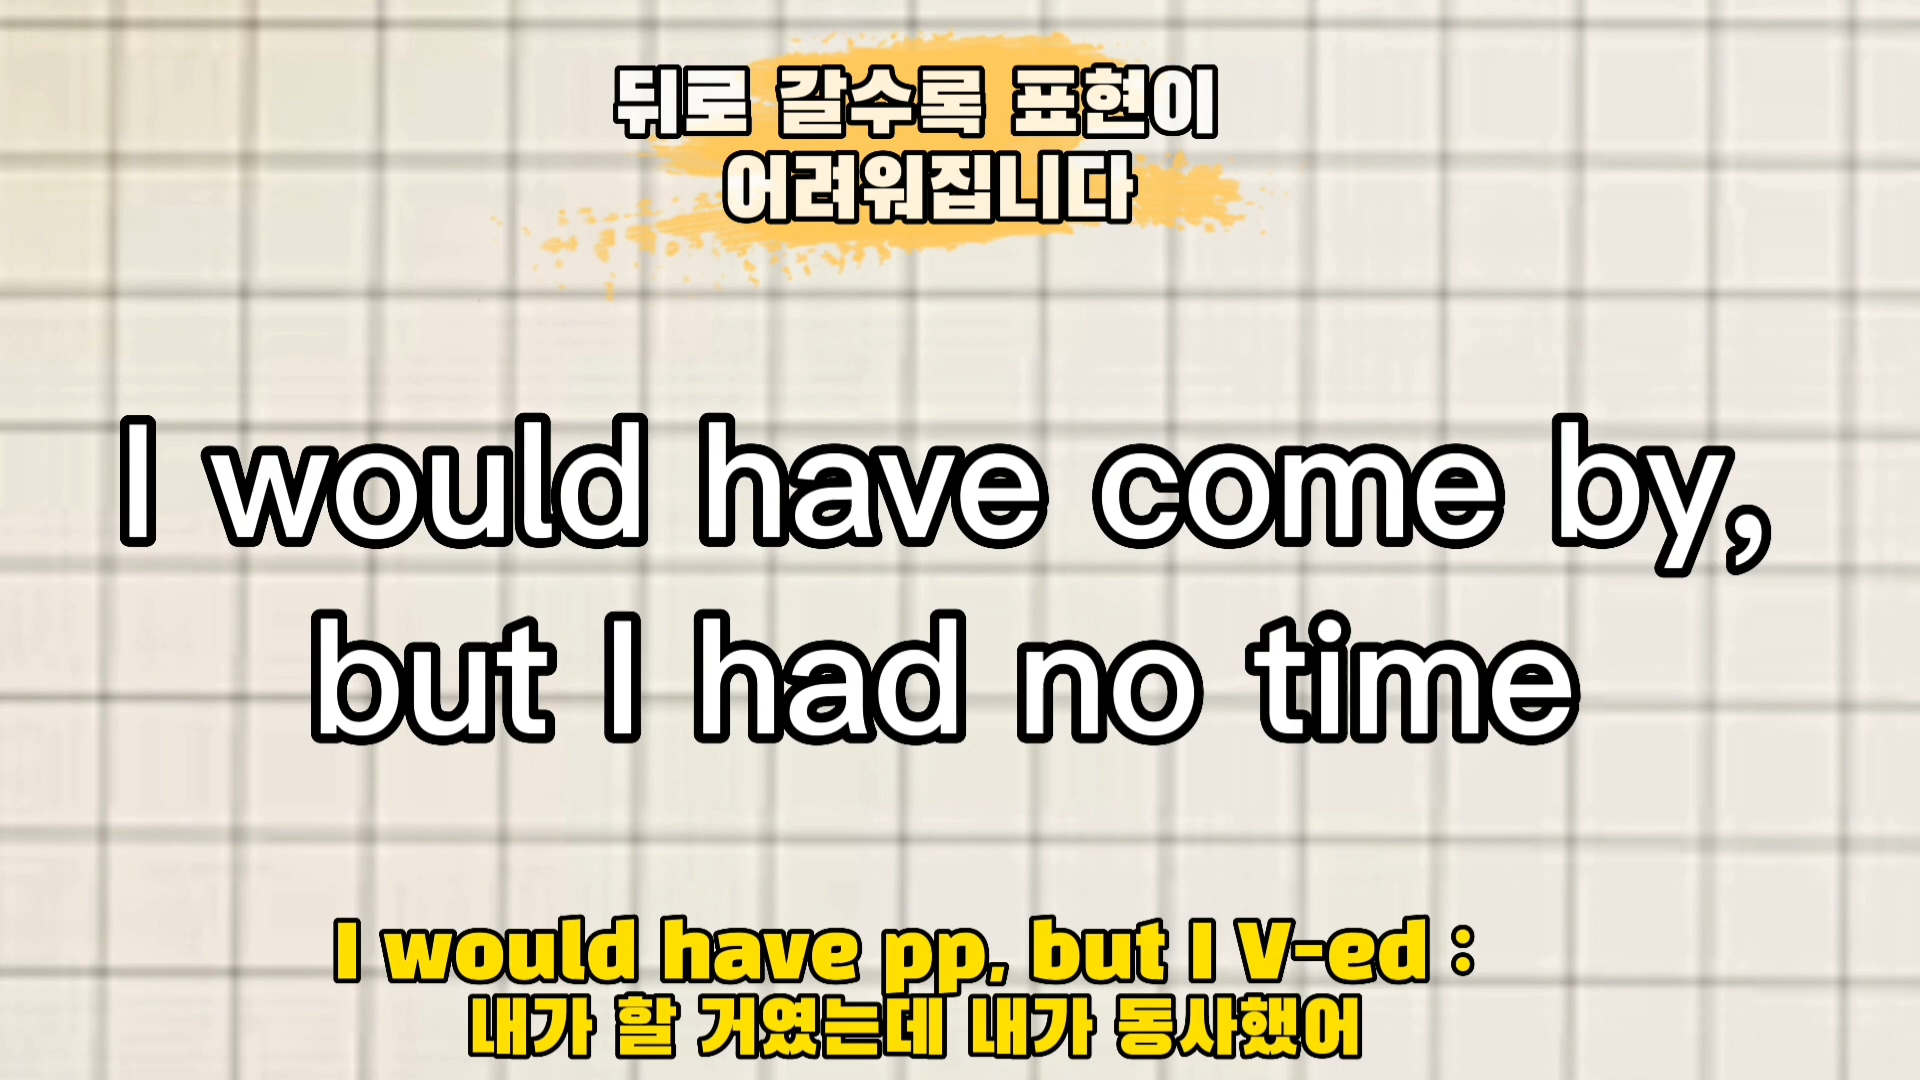 뒤로 갈수록 표현이
어려워집니다
I would have come by,
but I had no time
I would have pp, but I V-ed :
내가 할 거였는데 내가 동사했어